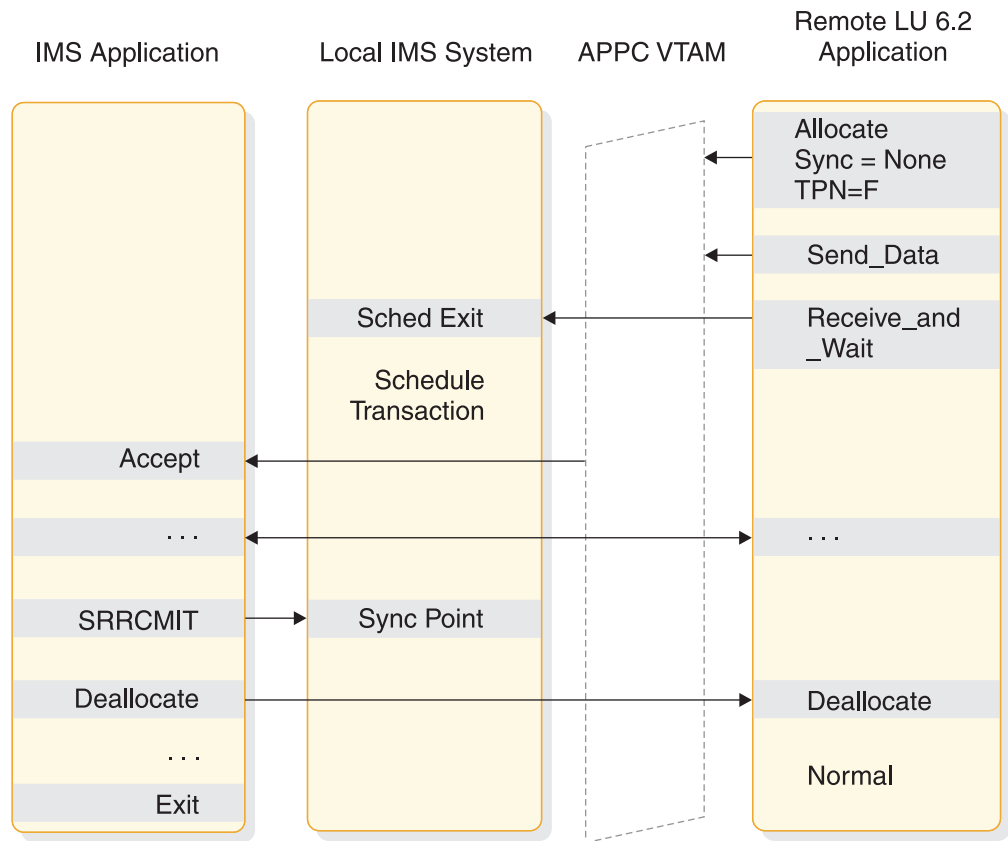 IMS Application
Local IMS System
APPC VTAM
Remote LU 6.2
Application
Allocate
Sync = None
TPN=F
Send_Data
Sched Exit
Receive_and
_Wait
Schedule
Transaction
Accept
. . .
. . .
SRRCMIT
Sync Point
Deallocate
Deallocate
. . .
Normal
Exit